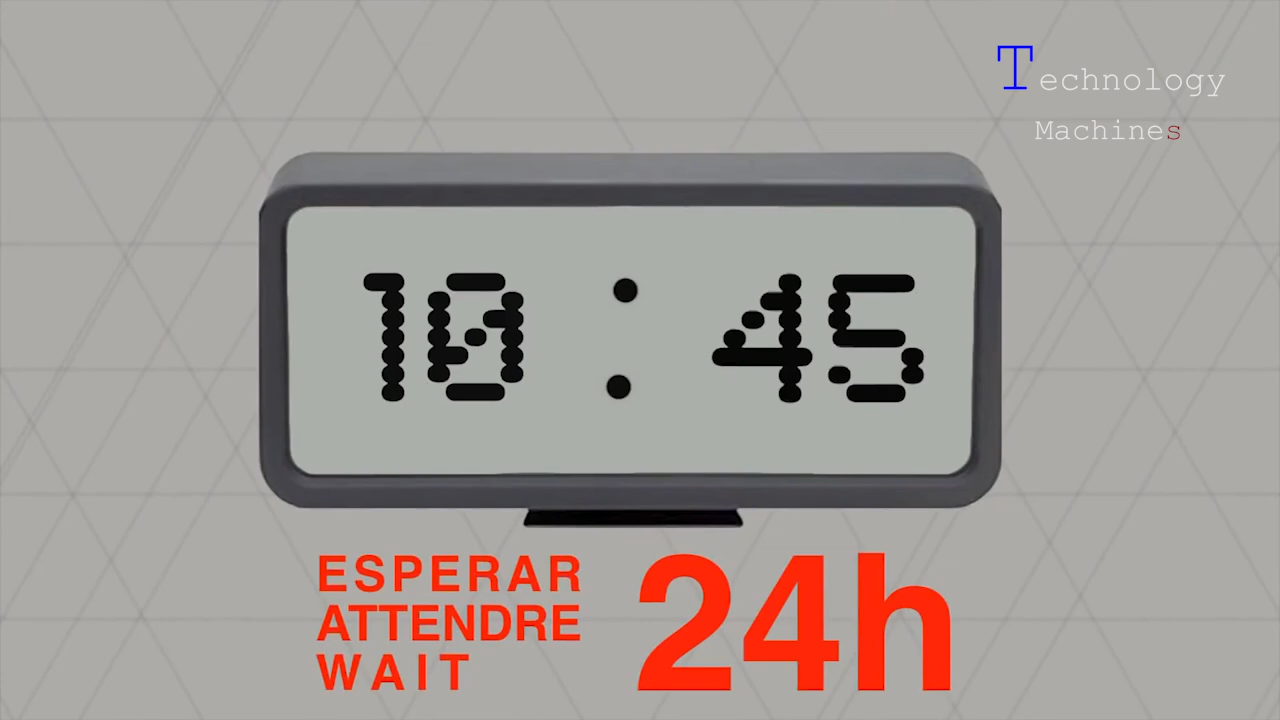 Technology
Machines
10:45
ESPERAR
ATTENDRE
WAIT
24h